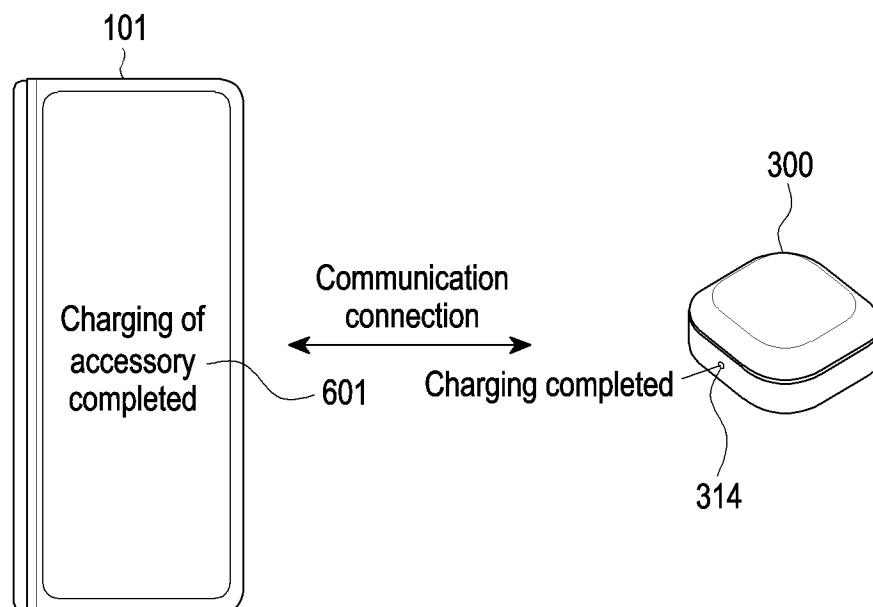 101
300
Communication
connection
Charging of
accessory
completed
601
Charging completed
314